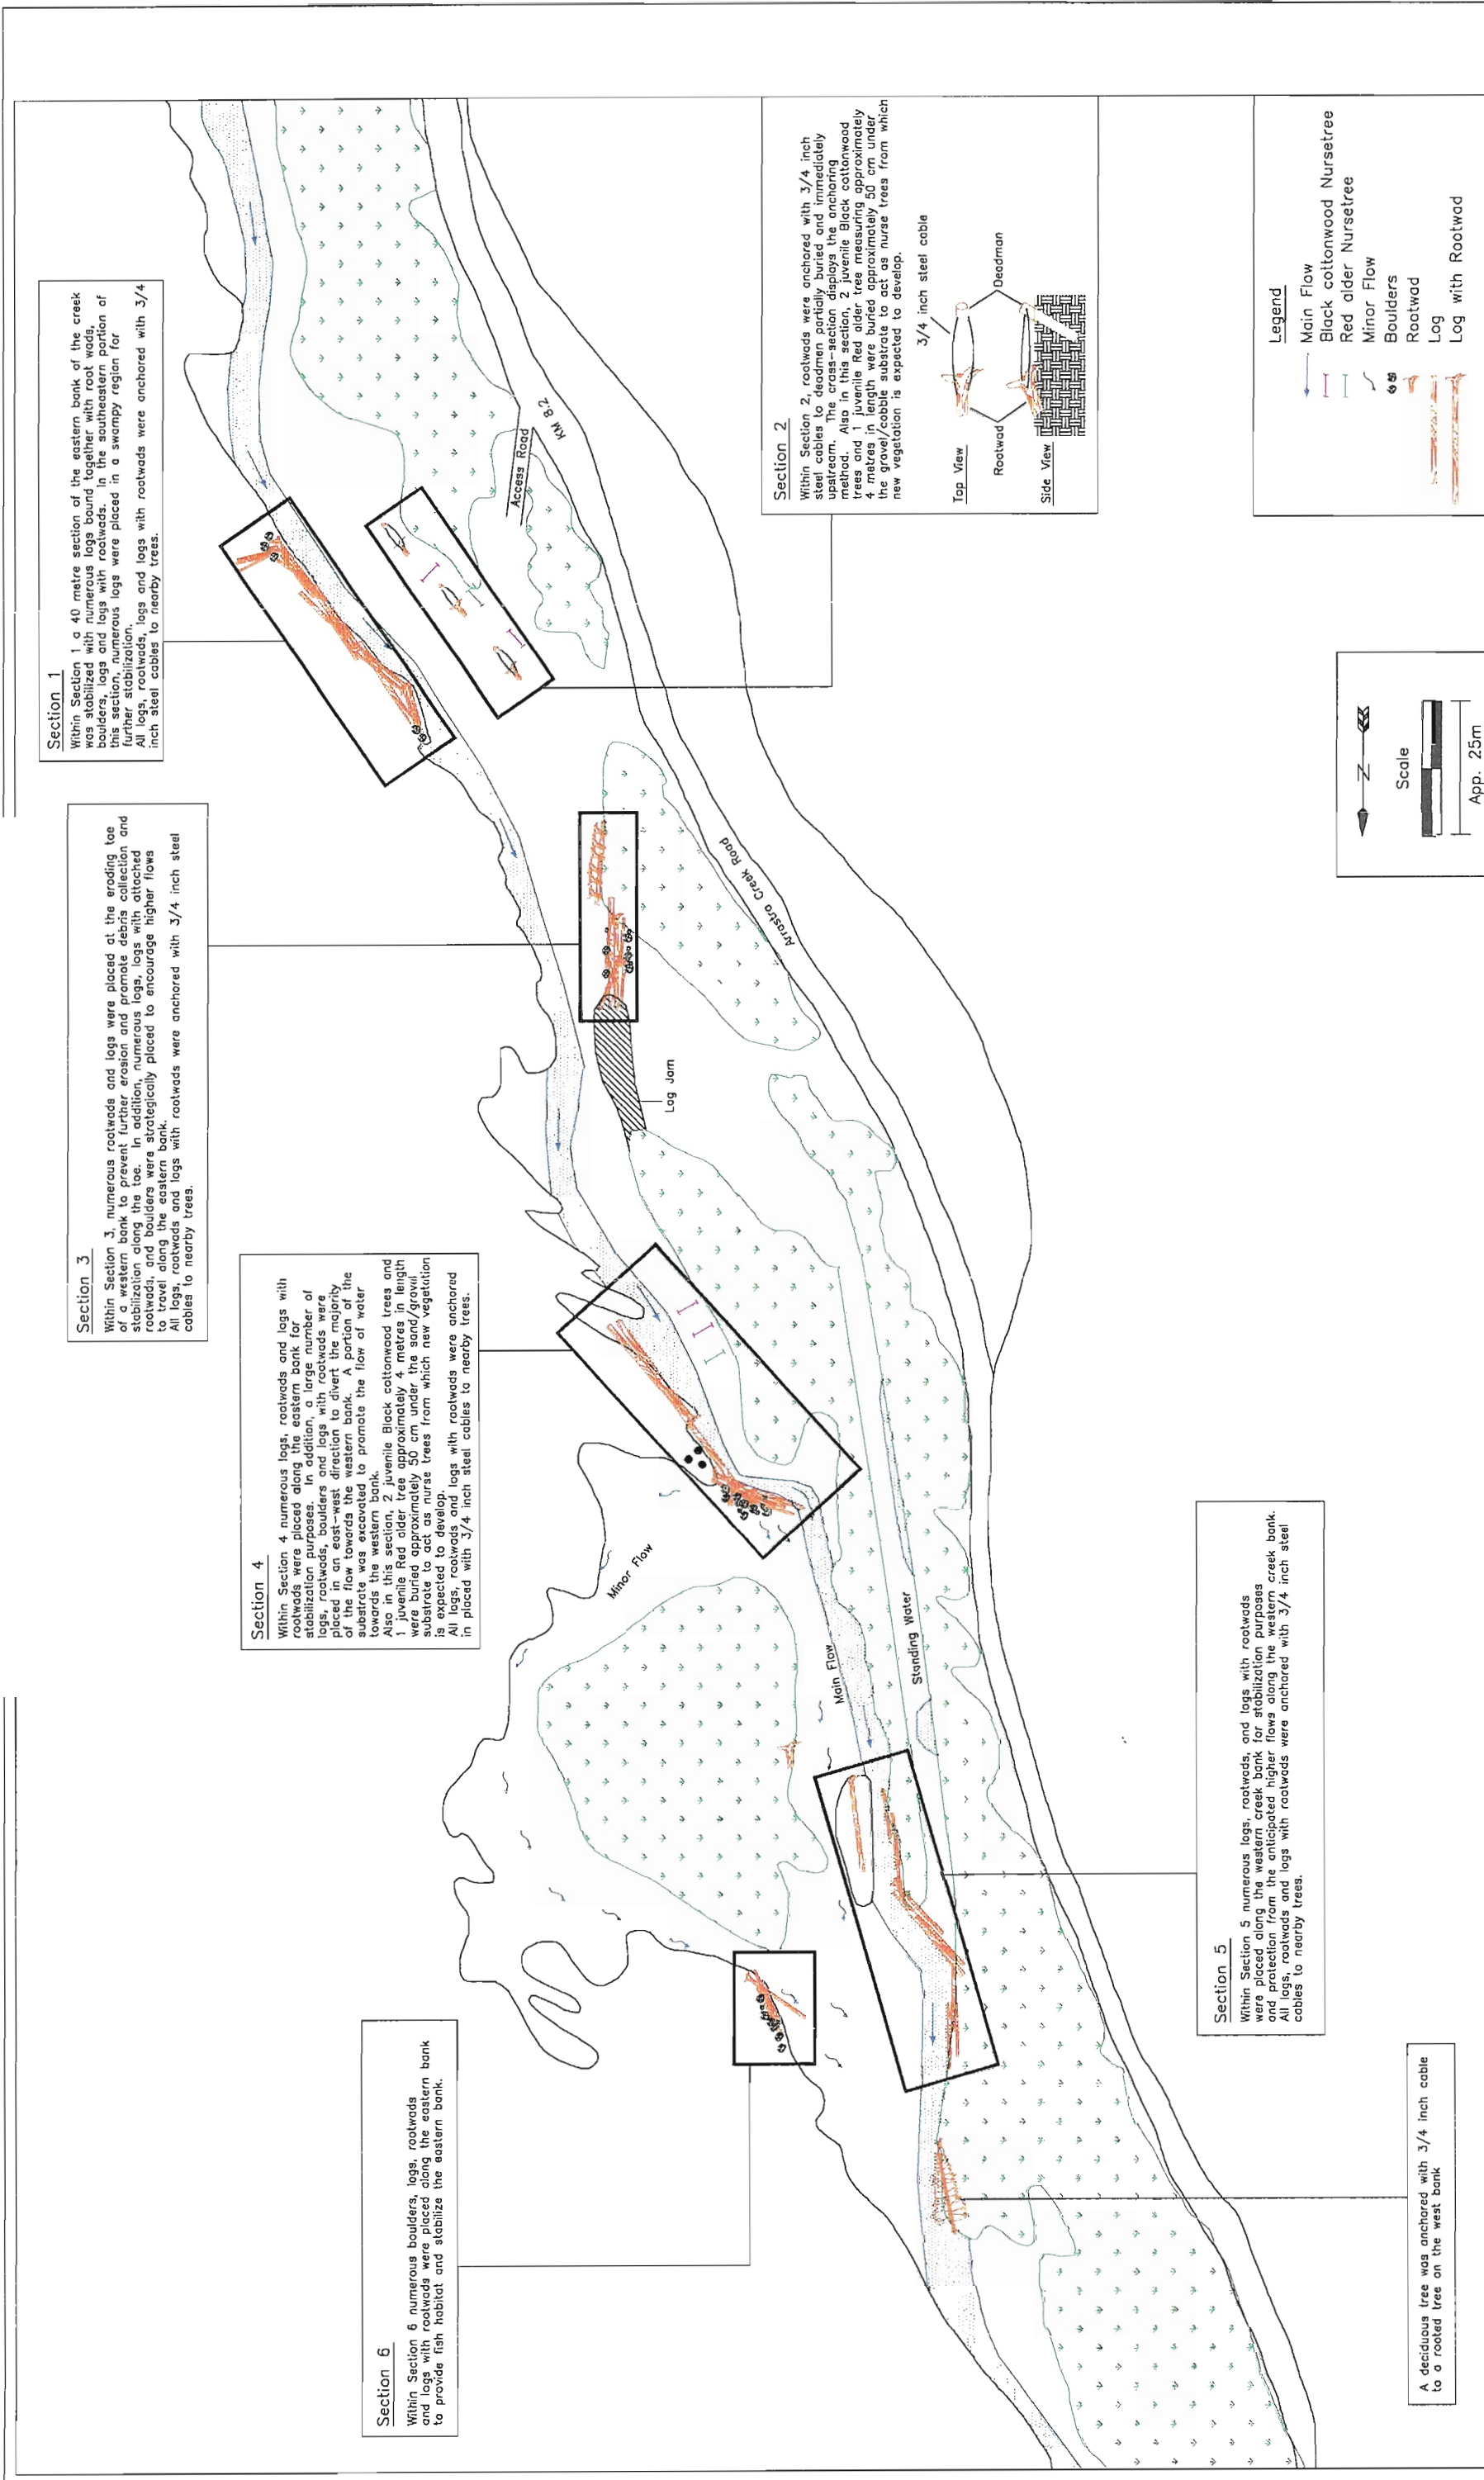 Section 1
Within Section 1 a 40 metre section of the eastern bank of the creek
was stabilized with numerous logs bound together with root wads,
boulders, logs and logs with rootwads. In the southeastern portion of
this section, numerous logs were placed in a swampy region for
further stabilization.
All logs, rootwads, logs and logs with rootwads were anchored with 3/4
inch steel cables to nearby trees.
Section 3
Within Section 3, numerous rootwads and logs were placed at the eroding toe
of a western bank to prevent further erosion and promote debris collection and
stabilization along the toe. In addition, numerous logs, logs with attached
rootwads, and boulders were strategically placed to encourage higher flows
to travel along the eastern bank.
All logs, rootwads and logs with rootwads were anchored with 3/4 inch steel
cables to nearby trees.
Section 4
Within Section 4 numerous logs, rootwads and logs with
rootwads were placed along the eastern bank for
stabilization purposes. In addition, a large number of
logs, rootwads, boulders and logs with rootwads were
placed in an east-west direction to divert the majority
of the flow towards the western bank. A portion of the
substrate was excavated to promote the flow of water
towards the western bank.
Also in this section, 2 juvenile Black cottonwood trees and
1 juvenile Red alder tree approximately 4 metres in length
were buried approximately 50 cm under the sand/gravil
substrate to act as nurse trees from which new vegetation
is expected to develop.
All logs, rootwads and logs with rootwads were anchored
in placed with 3/4 inch steel cables to nearby trees.
Section 6
Within Section 6 numerous boulders, logs, rootwads
and logs with rootwads were placed along the eastern bank
to provide fish habitat and stabilize the eastern bank.
Access Road
KM 8.2
Arrastra Creek Road
Log Jam
Minor Flow
Main Flow
Standing Water
Section 2
Within Section 2, rootwads were anchored with 3/4 inch
steel cables to deadmen partially buried and immediately
upstream. The cross-section displays the anchoring
method. Also in this section, 2 juvenile Black cottonwood
trees and 1 juvenile Red alder tree measuring approximately
4 metres in length were buried approximately 50 cm under
the gravel/cobble substrate to act as nurse trees from which
new vegetation is expected to develop.
3/4 inch steel cable
Top View
Rootwad
Deadman
Side View
Section 5
Within Section 5 numerous logs, rootwads, and logs with rootwads
were placed along the western creek bank for stabilization purposes
and protection from the anticipated higher flows along the western creek bank.
All logs, rootwads and logs with rootwads were anchored with 3/4 inch steel
cables to nearby trees.
A deciduous tree was anchored with 3/4 inch cable
to a rooted tree on the west bank
Legend
Main Flow
Black cottonwood Nursetree
Red alder Nursetree
Minor Flow
Boulders
Rootwad
Log
Log with Rootwad
N
Scale
App. 25m